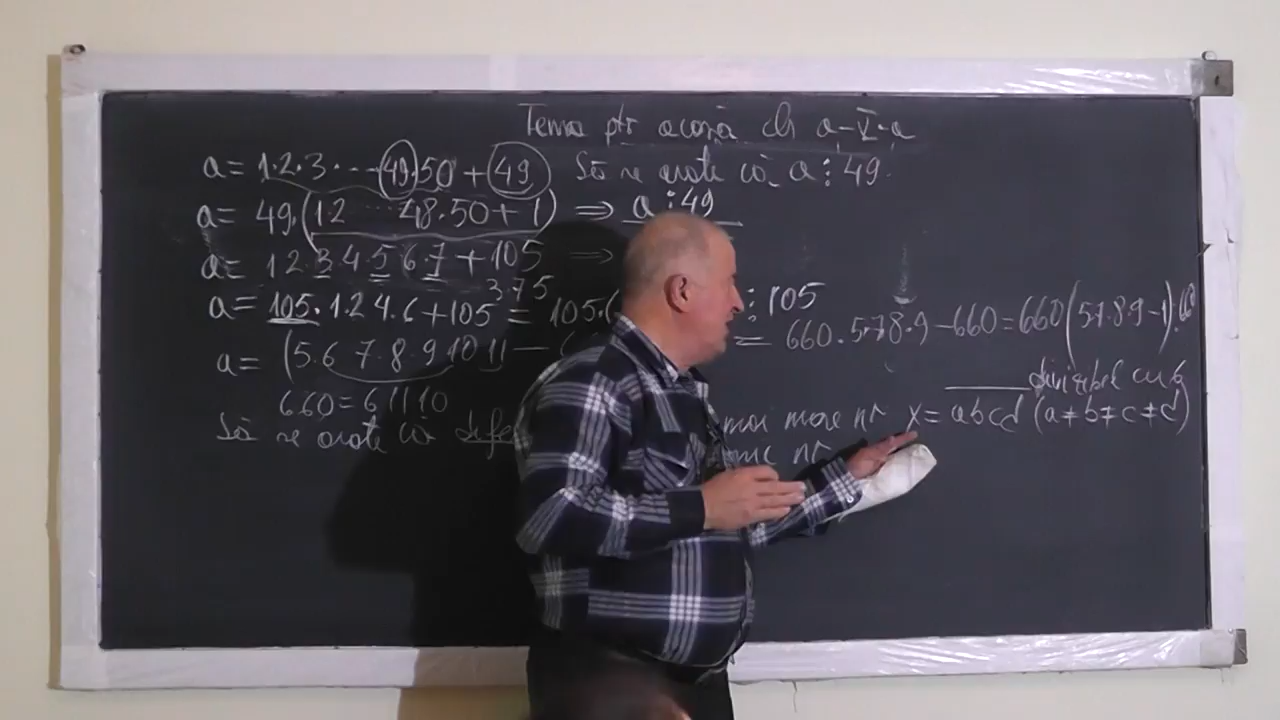 Tema ptr acasă cls a-V-a
a= 1·2·3·...·49·50+49 Să se arate că a⋮49.
a= 49·(1·2 ... 48·50+1) ⇒ a⋮49
a= 1 2 3 4 5 6 7 + 105 ⇒
a= 105·1·2·4·6+105 = 105·( ⋮105
3·7·5
a= (5·6 7·8·9 10 11 − = 660·5·7·8·9−660=660(5·7·8·9−1)⋮660
660=6 11 10 divizibil cu 6
Să se arate că mai mare nr x= abcd (a≠b≠c≠d)
nr